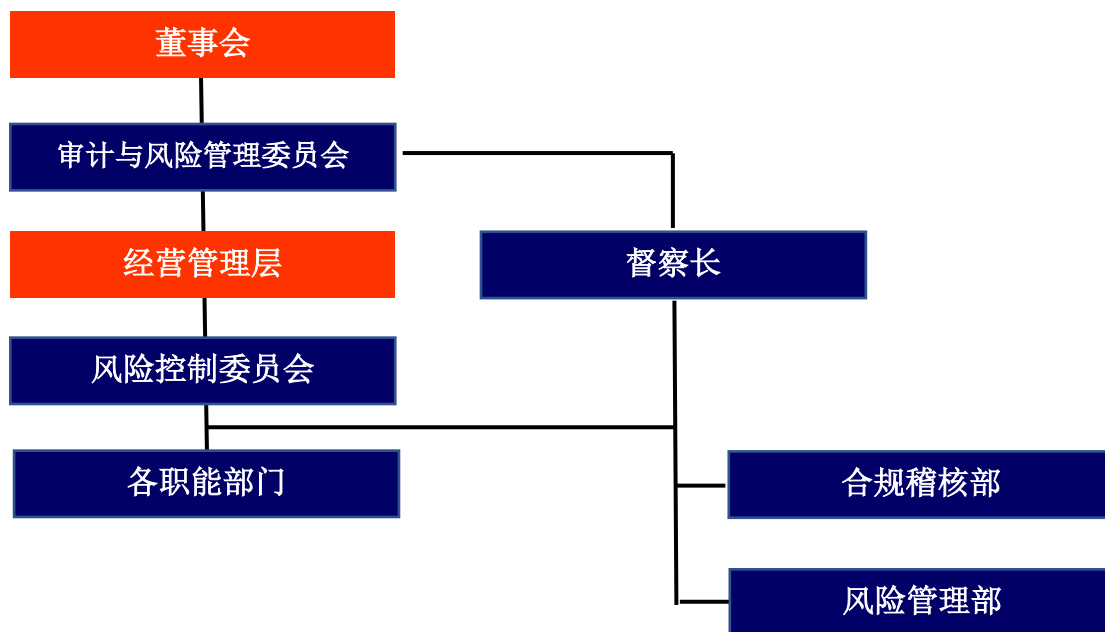 董事会
审计与风险管理委员会
经营管理层
督察长
风险控制委员会
各职能部门
合规稽核部
风险管理部